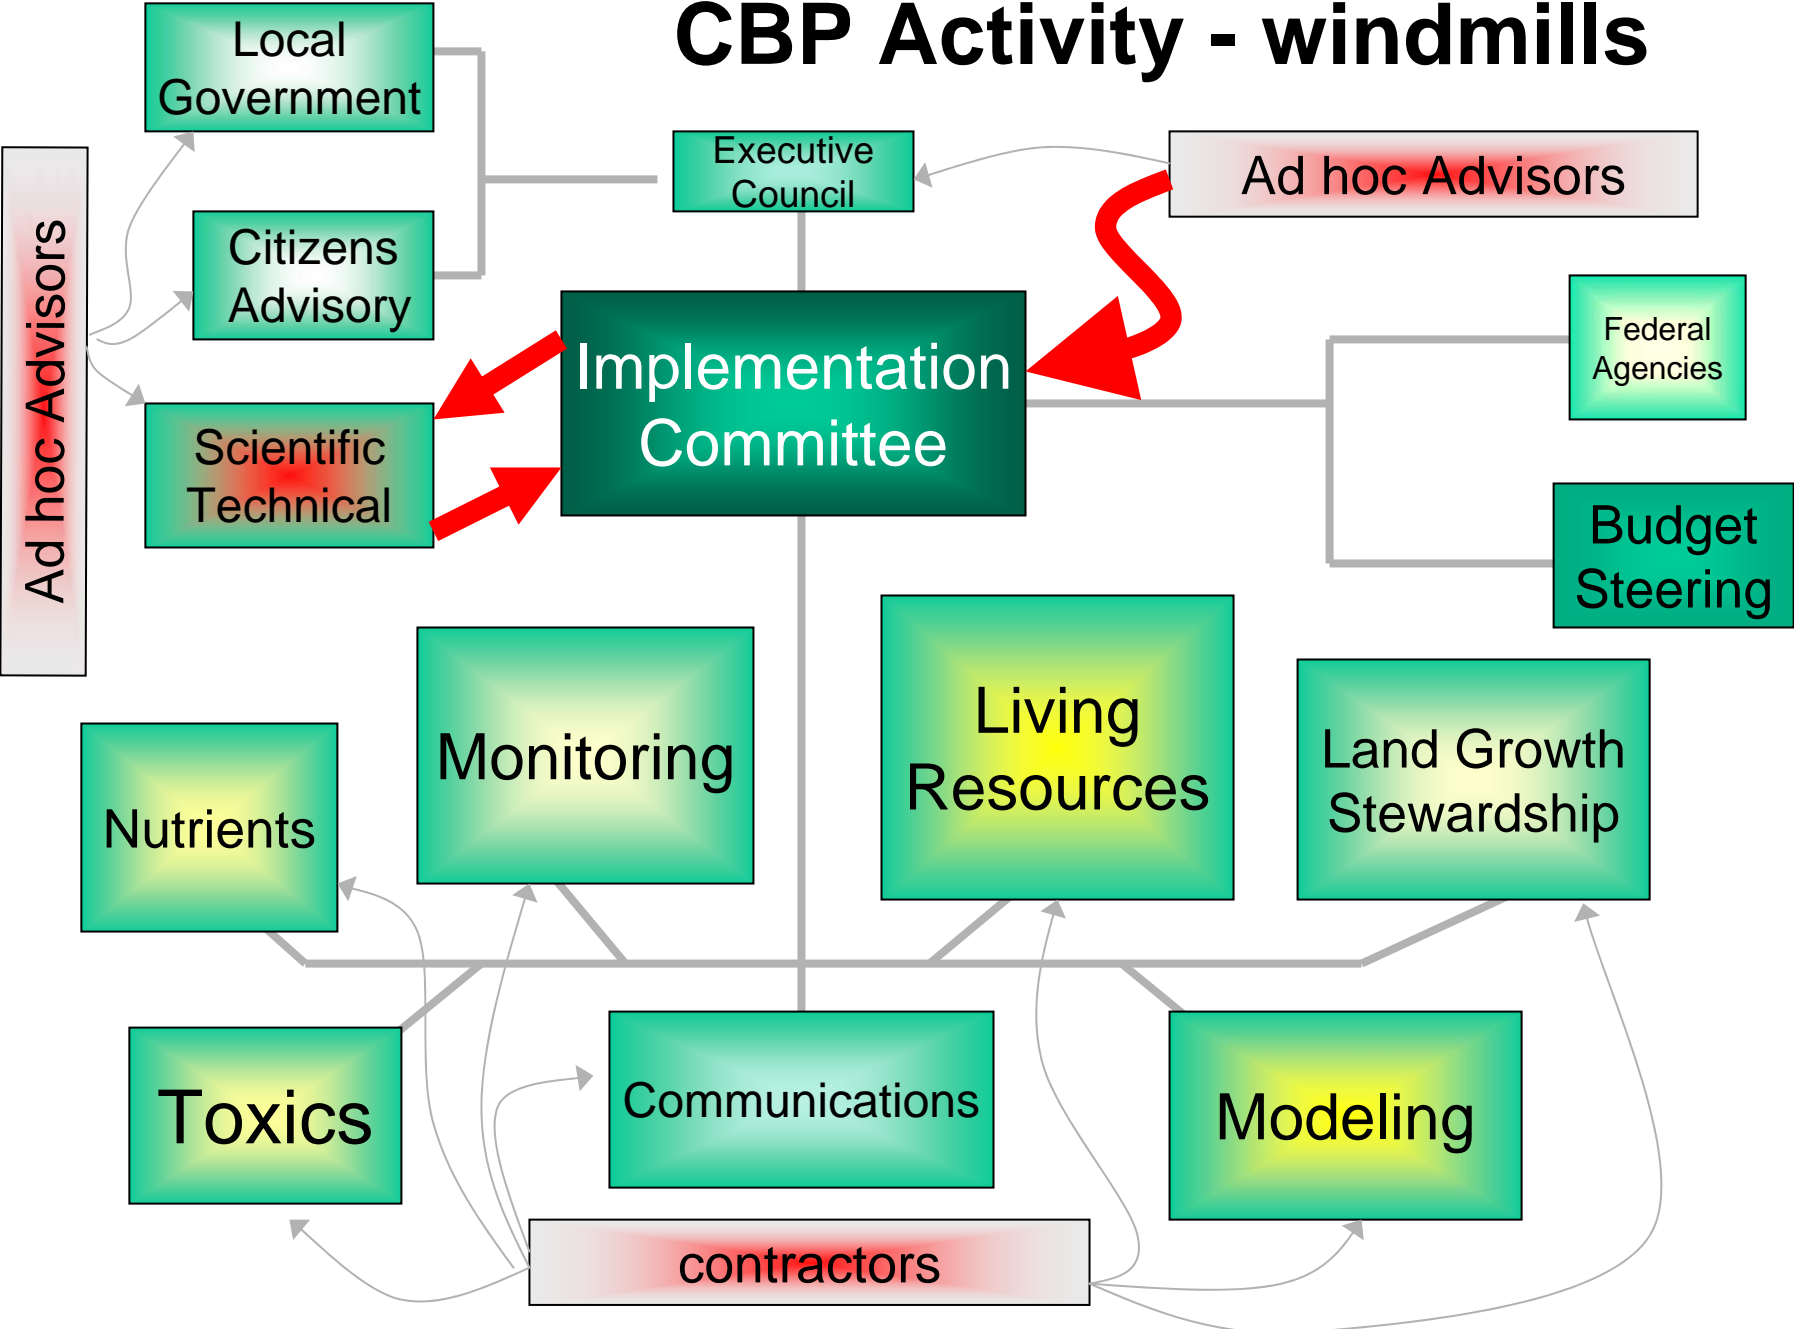 CBP Activity - windmills
Local
Government
Executive
Council
Ad hoc Advisors
Citizens
Advisory
Ad hoc Advisors
Federal
Agencies
Implementation
Committee
Scientific
Technical
Budget
Steering
Living
Resources
Monitoring
Land Growth
Stewardship
Nutrients
Toxics
Communications
Modeling
contractors